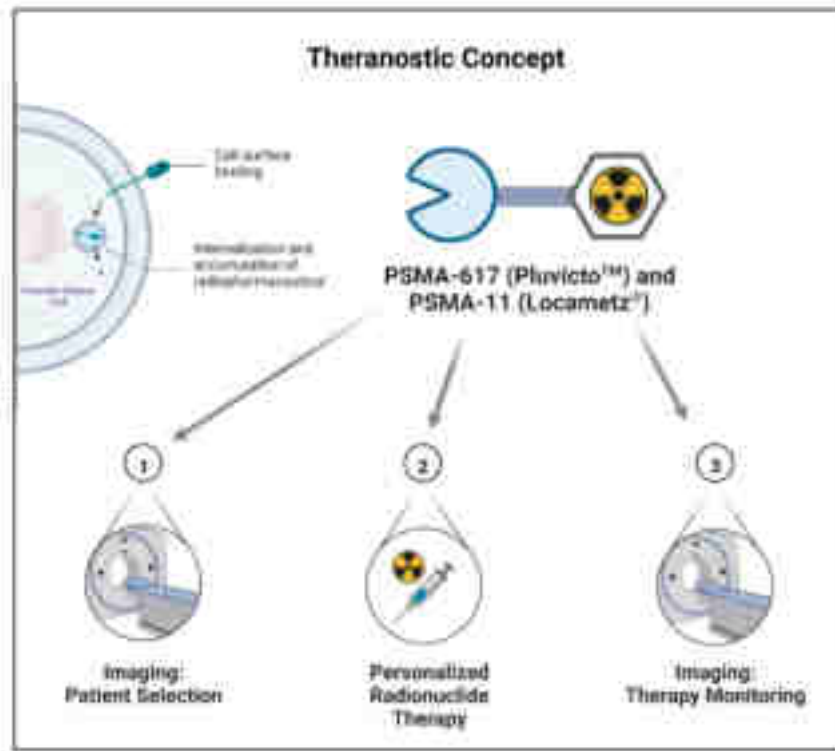 Theranostic Concept
Cell surface
binding
Internalization and
accumulation of
radiopharmaceutical
PSMA-617 (Pluvicto™) and
PSMA-11 (Locametz®)
1
2
3
Imaging:
Patient Selection
Personalized
Radionuclide
Therapy
Imaging:
Therapy Monitoring